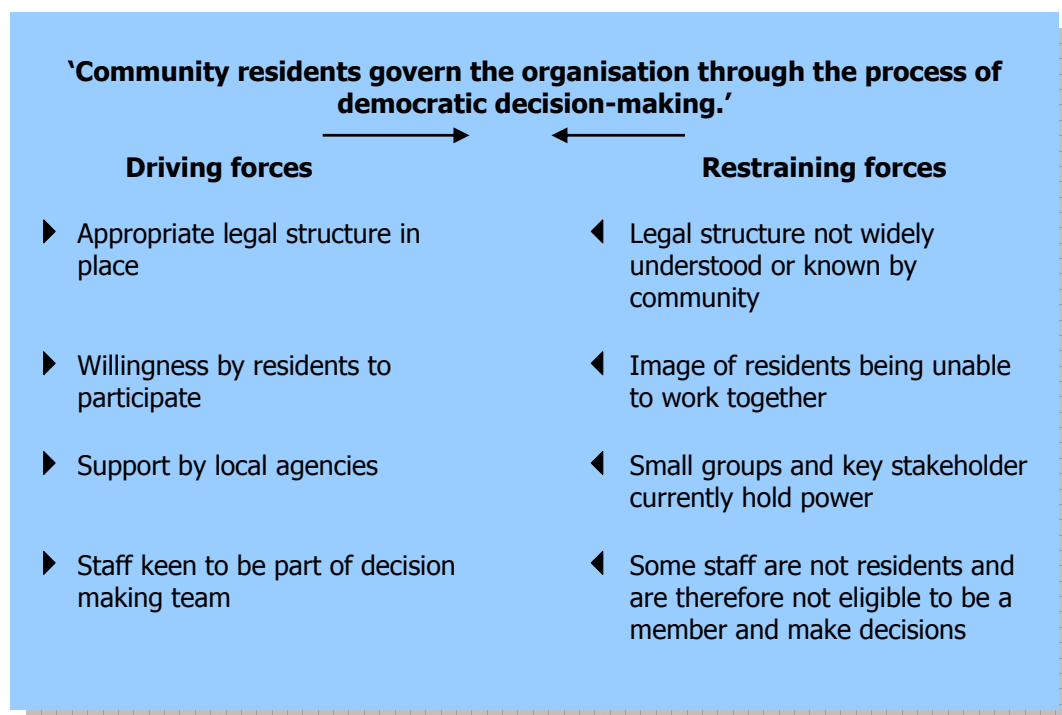 ‘Community residents govern the organisation through the process of
democratic decision-making.’
Driving forces
Restraining forces
Appropriate legal structure in
place
Legal structure not widely
understood or known by
community
Willingness by residents to
participate
Image of residents being unable
to work together
Support by local agencies
Small groups and key stakeholder
currently hold power
Staff keen to be part of decision
making team
Some staff are not residents and
are therefore not eligible to be a
member and make decisions